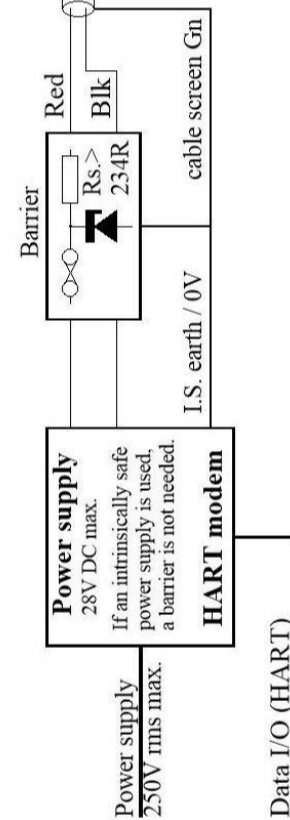 Power supply
250V rms max.
Data I/O (HART)
Power supply
28V DC max.
If an intrinsically safe
power supply is used,
a barrier is not needed.
HART modem
I.S. earth / 0V
Barrier
Rs.>
234R
Red
Blk
cable screen Gn